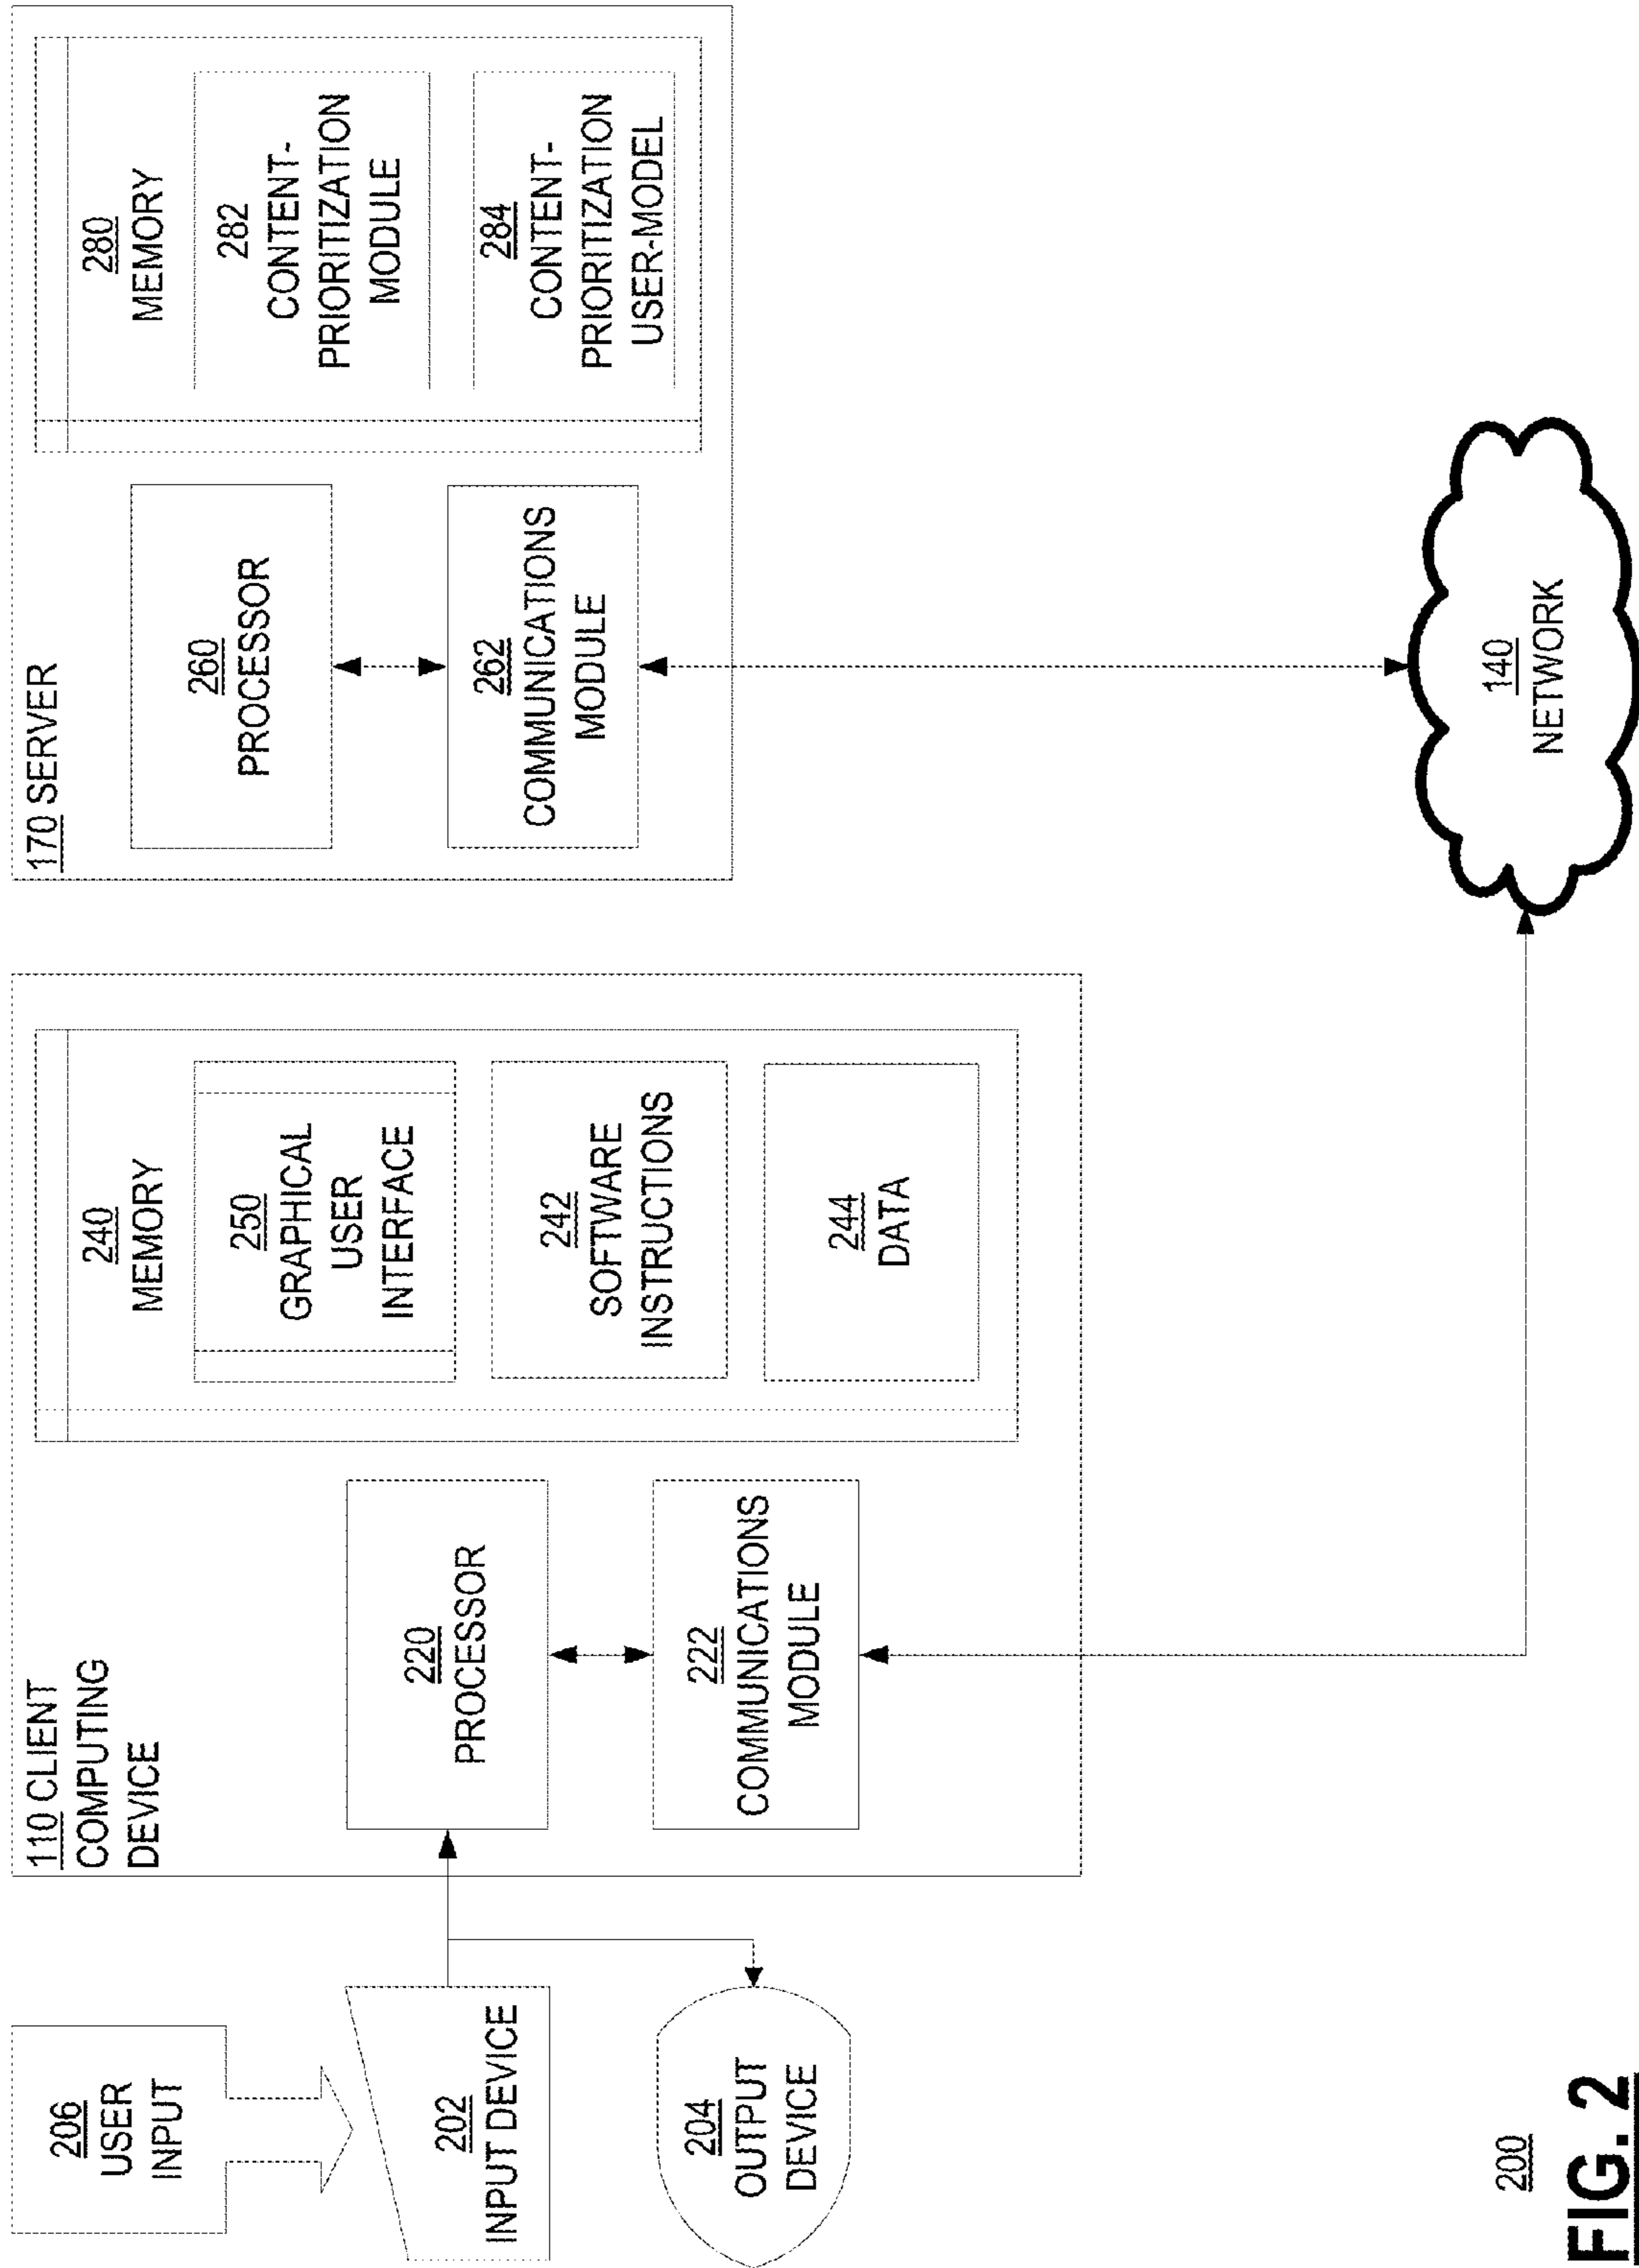 206
USER
INPUT
202
INPUT DEVICE
204
OUTPUT
DEVICE
110 CLIENT
COMPUTING
DEVICE
220
PROCESSOR
222
COMMUNICATIONS
MODULE
240
MEMORY
250
GRAPHICAL
USER
INTERFACE
242
SOFTWARE
INSTRUCTIONS
244
DATA
170 SERVER
260
PROCESSOR
262
COMMUNICATIONS
MODULE
280
MEMORY
282
CONTENT-
PRIORITIZATION
MODULE
284
CONTENT-
PRIORITIZATION
USER-MODEL
140
NETWORK
200
FIG. 2